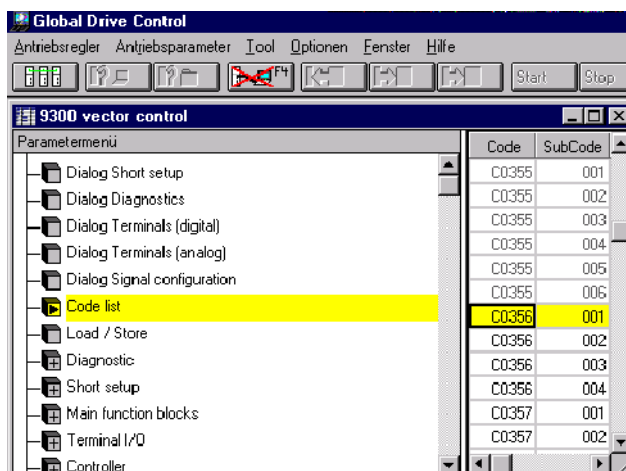 Global Drive Control
Antriebsregler Antriebsparameter Tool Optionen Fenster Hilfe
F4 Start Stop
9300 vector control
Parametermenü
Dialog Short setup
Dialog Diagnostics
Dialog Terminals (digital)
Dialog Terminals (analog)
Dialog Signal configuration
Code list
Load / Store
Diagnostic
Short setup
Main function blocks
Terminal I/O
Controller
Code SubCode
C0355 001
C0355 002
C0355 003
C0355 004
C0355 005
C0355 006
C0356 001
C0356 002
C0356 003
C0356 004
C0357 001
C0357 002